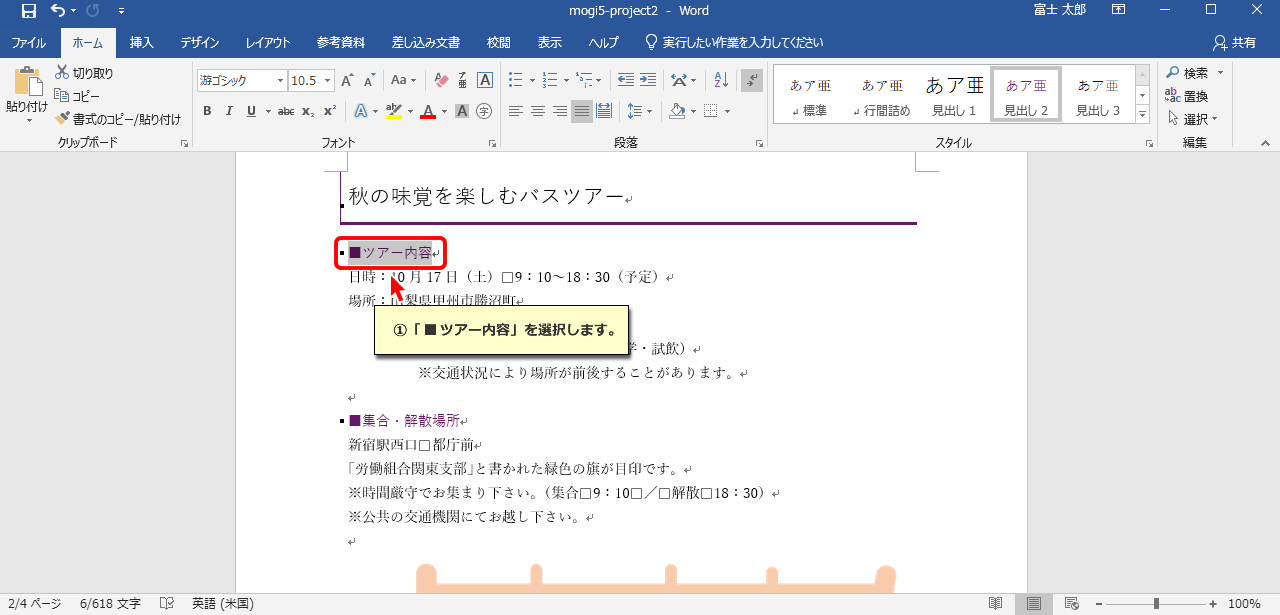 mogi5-project2 - Word
富士 太郎
ファイル ホーム 挿入 デザイン レイアウト 参考資料 差し込み文書 校閲 表示 ヘルプ 実行したい作業を入力してください 共有
貼り付け
切り取り
コピー
書式のコピー/貼り付け
クリップボード
游ゴシック 10.5
フォント
段落
あア亜 あア亜 あア亜 あア亜 あア亜
↲標準 ↲行間詰め 見出し 1 見出し 2 見出し 3
スタイル
検索
置換
選択
編集
秋の味覚を楽しむバスツアー
■ツアー内容
日時：10 月 17 日（土）□9：10～18：30（予定）
場所：山梨県甲州市勝沼町
①「 ■ ツアー内容」を選択します。
学・試飲）
※交通状況により場所が前後することがあります。
■集合・解散場所
新宿駅西口□都庁前
「労働組合関東支部」と書かれた緑色の旗が目印です。
※時間厳守でお集まり下さい。（集合□9：10□／□解散□18：30）
※公共の交通機関にてお越し下さい。
2/4 ページ 6/618 文字 英語 (米国) 100%